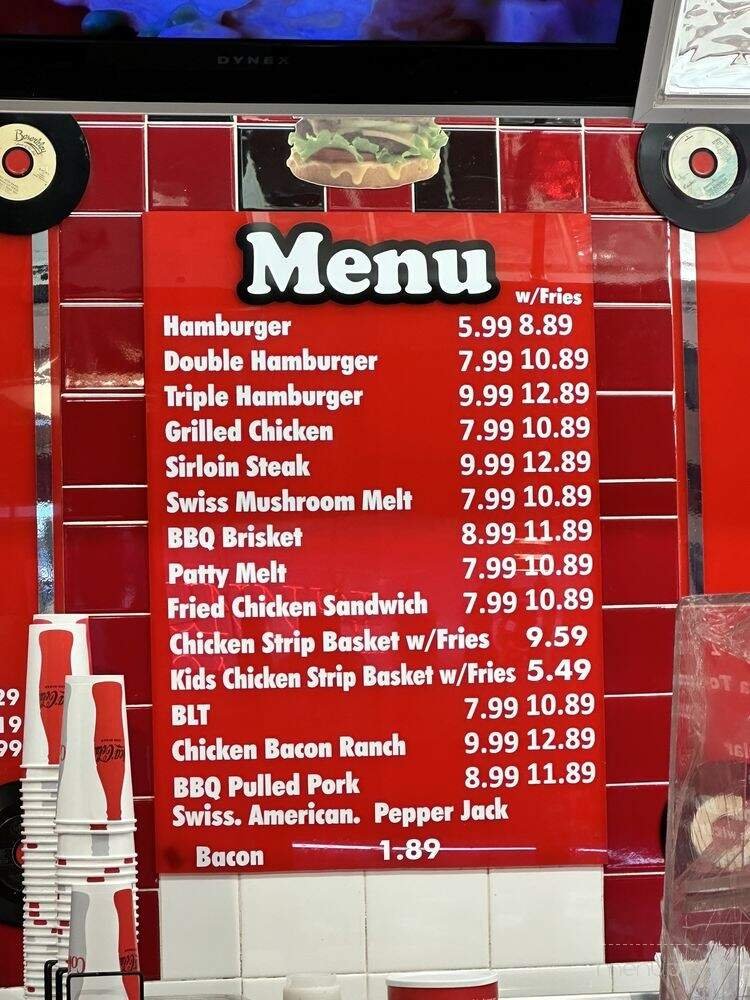 DYNEX
Menu
w/Fries
Hamburger 5.99 8.89
Double Hamburger 7.99 10.89
Triple Hamburger 9.99 12.89
Grilled Chicken 7.99 10.89
Sirloin Steak 9.99 12.89
Swiss Mushroom Melt 7.99 10.89
BBQ Brisket 8.99 11.89
Patty Melt 7.99 10.89
Fried Chicken Sandwich 7.99 10.89
Chicken Strip Basket w/Fries 9.59
Kids Chicken Strip Basket w/Fries 5.49
BLT 7.99 10.89
Chicken Bacon Ranch 9.99 12.89
BBQ Pulled Pork 8.99 11.89
Swiss. American. Pepper Jack
Bacon 1.89
29
19
99
Coca-Cola